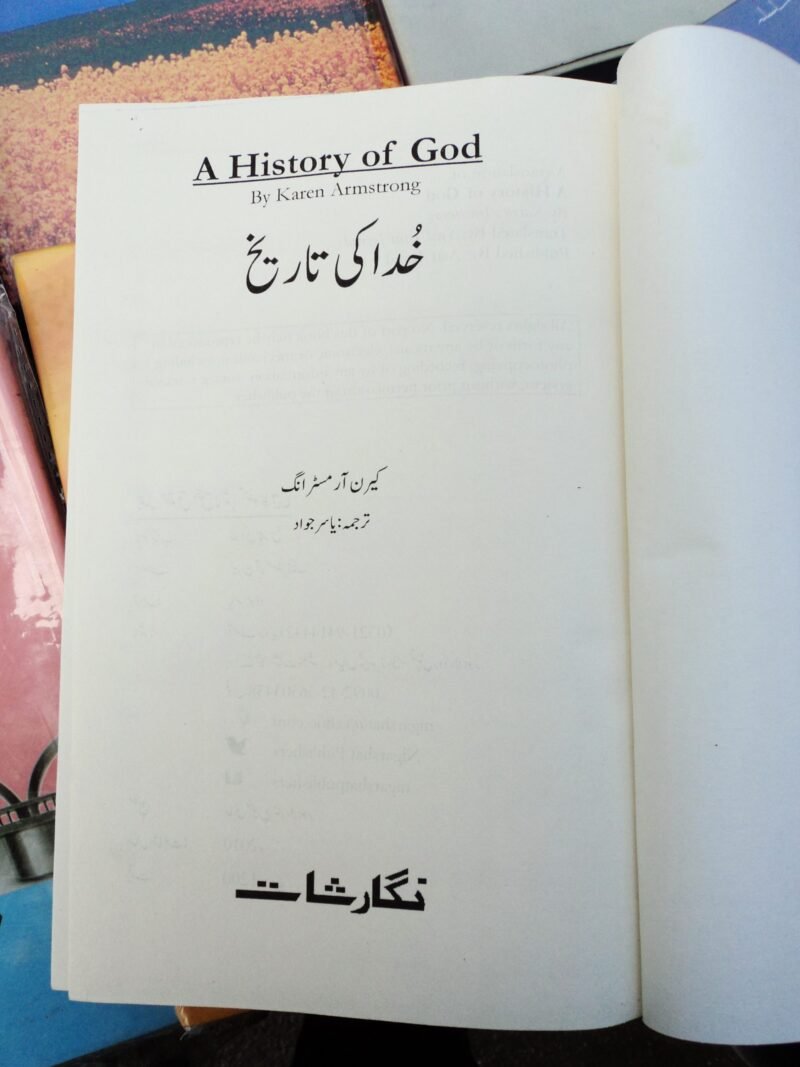 A History of God
By Karen Armstrong
خُدا کی تاریخ
کیرن آرمسٹرانگ
ترجمہ: یاسر جواد
نگارشات